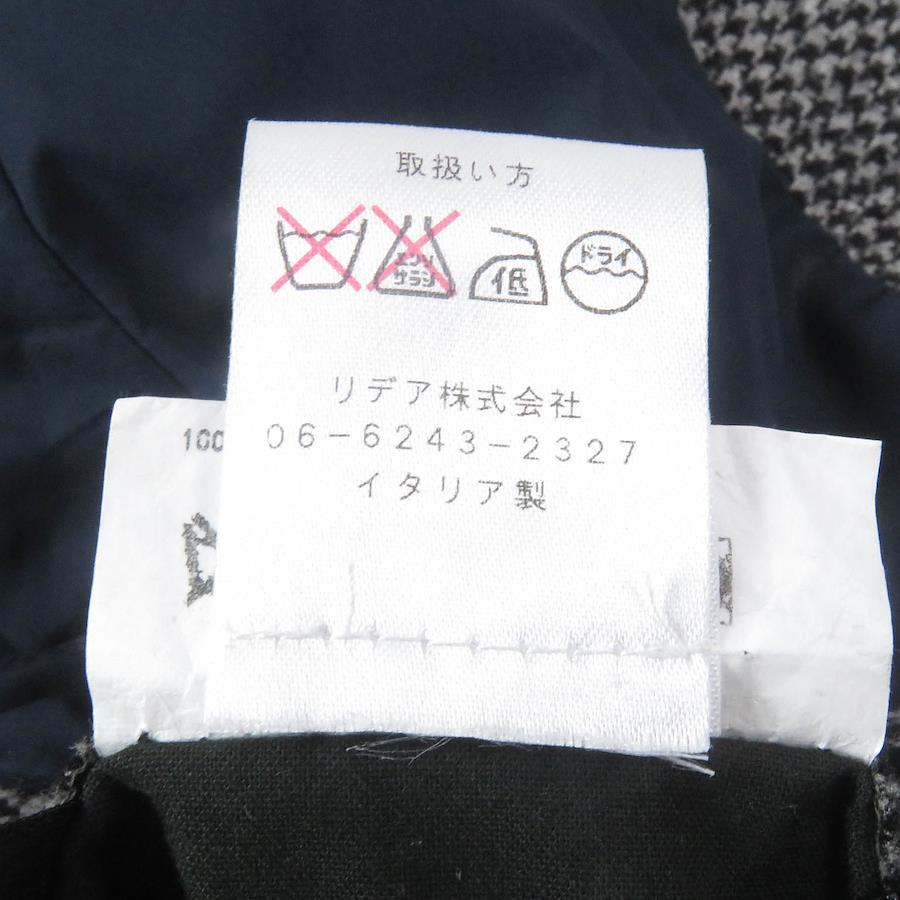 取扱い方
エンソ
サラシ
低
ドライ
リデア株式会社
06-6243-2327
イタリア製
100